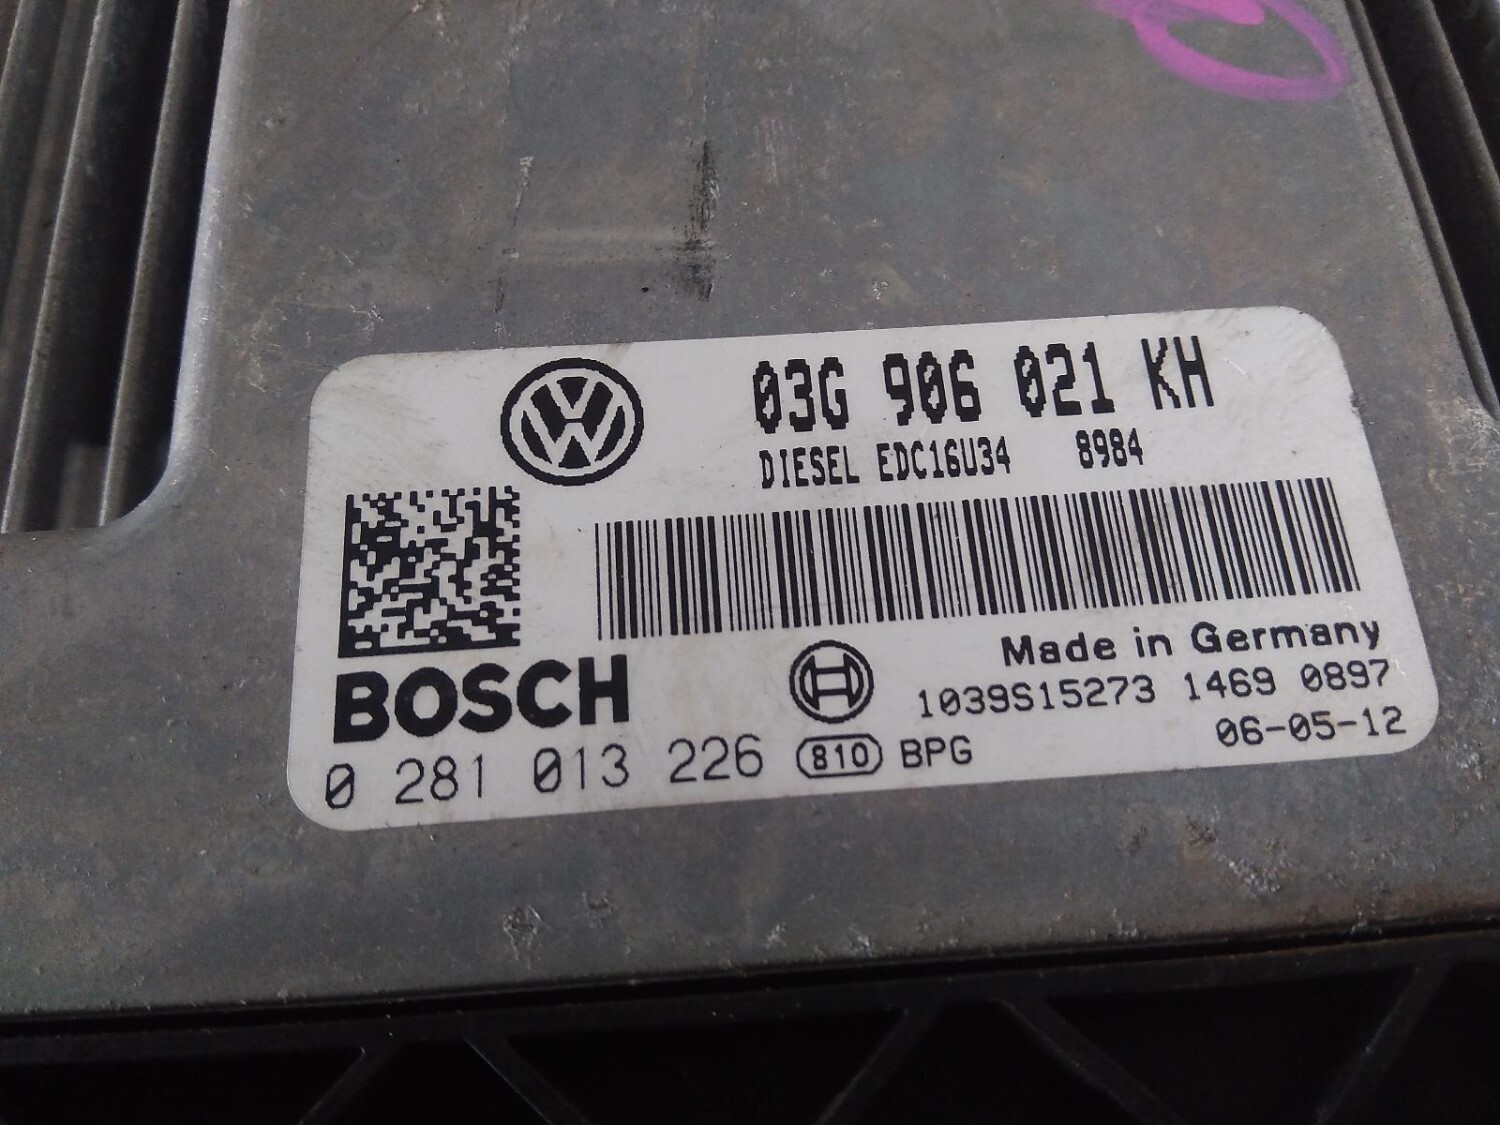 03G 906 021 KH
DIESEL EDC16U34 8984
Made in Germany
BOSCH
1039S15273 1469 0897
0 281 013 226 810 BPG 06-05-12